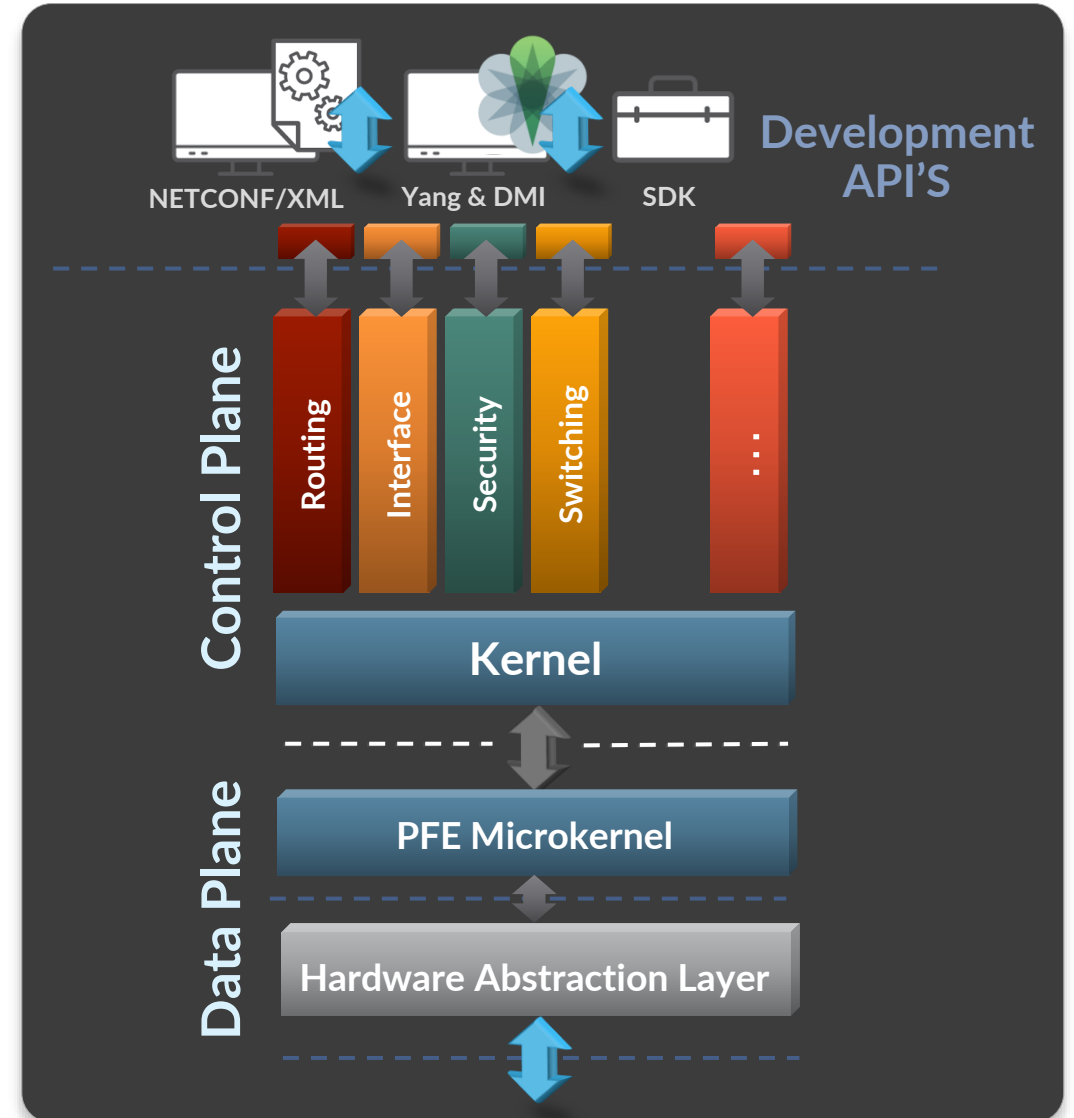 Development
API’S
NETCONF/XML
Yang & DMI
SDK
Control Plane
Routing
Interface
Security
Switching
...
Kernel
Data Plane
PFE Microkernel
Hardware Abstraction Layer